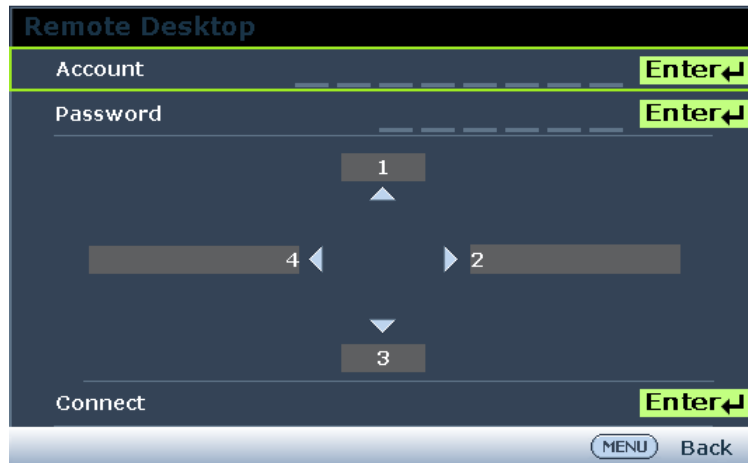 Remote Desktop
Account Enter
Password Enter
1
4 2
3
Connect Enter
MENU Back